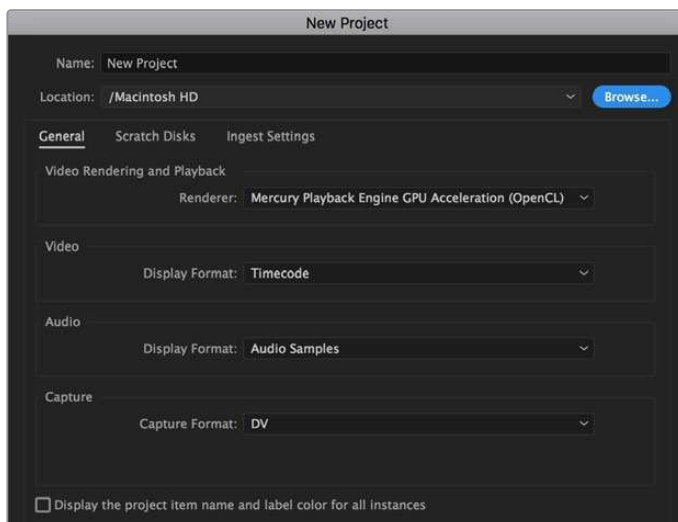 New Project
Name: New Project
Location: /Macintosh HD Browse...
General Scratch Disks Ingest Settings
Video Rendering and Playback
Renderer: Mercury Playback Engine GPU Acceleration (OpenCL)
Video
Display Format: Timecode
Audio
Display Format: Audio Samples
Capture
Capture Format: DV
Display the project item name and label color for all instances